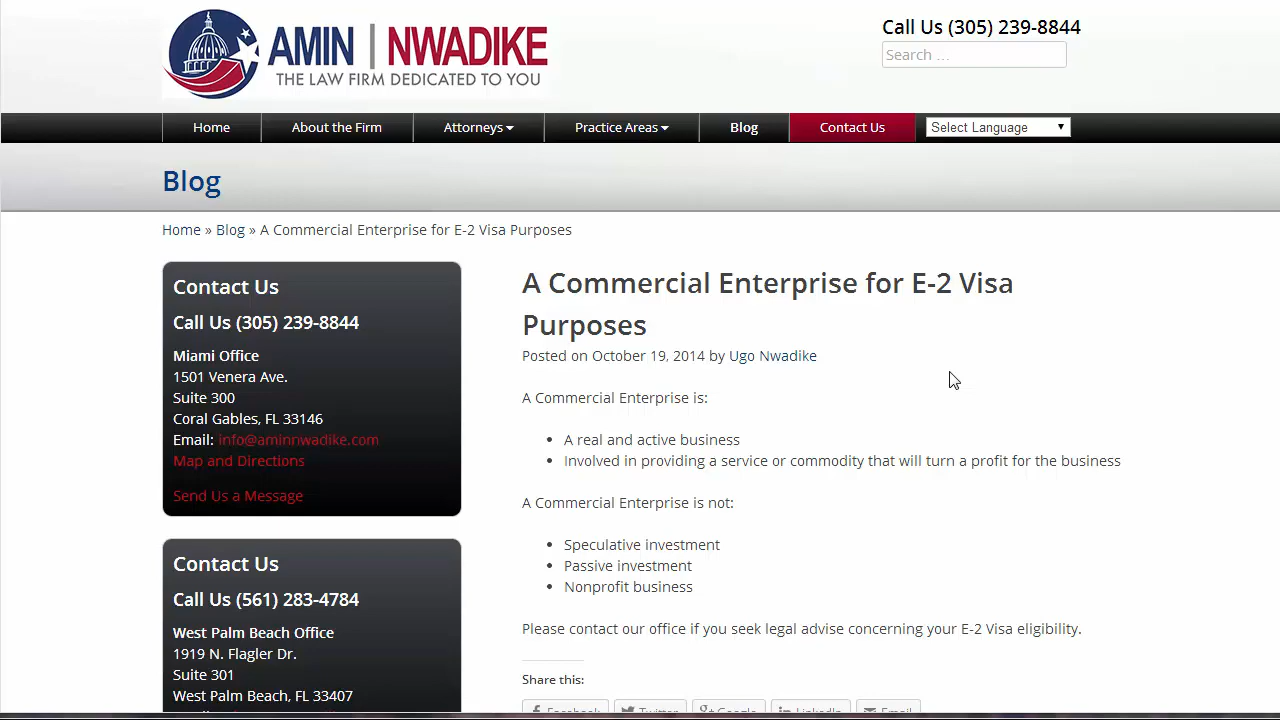 AMIN | NWADIKE
THE LAW FIRM DEDICATED TO YOU
Call Us (305) 239-8844
Search ...
Home
About the Firm
Attorneys
Practice Areas
Blog
Contact Us
Select Language
Blog
Home » Blog » A Commercial Enterprise for E-2 Visa Purposes
Contact Us
Call Us (305) 239-8844
Miami Office
1501 Venera Ave.
Suite 300
Coral Gables, FL 33146
Email: info@aminnwadike.com
Map and Directions
Send Us a Message
Contact Us
Call Us (561) 283-4784
West Palm Beach Office
1919 N. Flagler Dr.
Suite 301
West Palm Beach, FL 33407
A Commercial Enterprise for E-2 Visa
Purposes
Posted on October 19, 2014 by Ugo Nwadike
A Commercial Enterprise is:
• A real and active business
• Involved in providing a service or commodity that will turn a profit for the business
A Commercial Enterprise is not:
• Speculative investment
• Passive investment
• Nonprofit business
Please contact our office if you seek legal advise concerning your E-2 Visa eligibility.
Share this:
Facebook
Twitter
Google
LinkedIn
Email